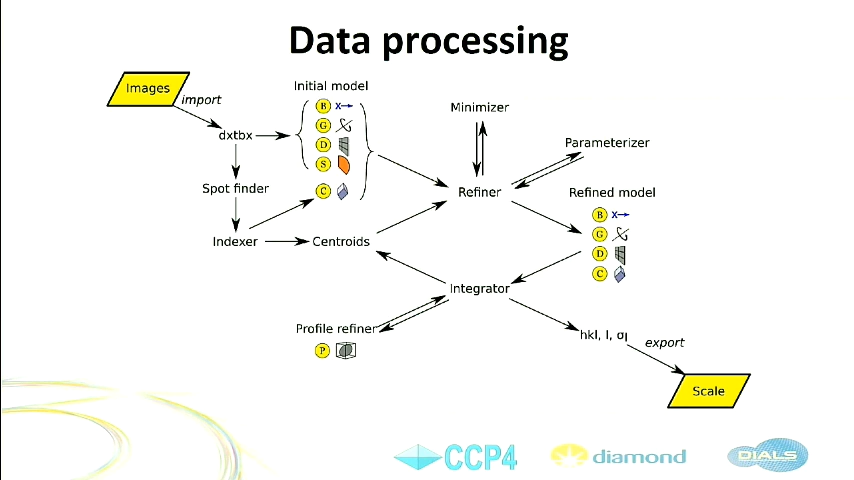 Data processing
Images
import
dxtbx
Spot finder
Indexer
Initial model
B X
G
D
S
C
Centroids
Minimizer
Parameterizer
Refiner
Refined model
B X
G
D
C
Integrator
Profile refiner
P
hkl, I, σI
export
Scale
CCP4
diamond
DIALS